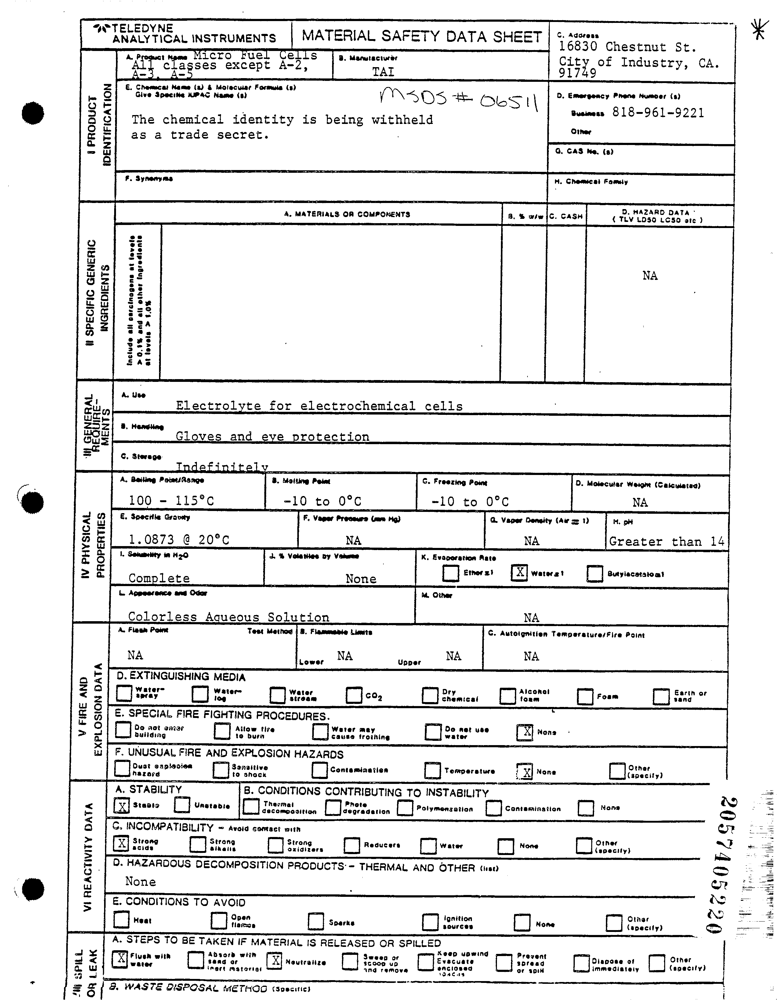 TELEDYNE
ANALYTICAL INSTRUMENTS
MATERIAL SAFETY DATA SHEET
C. Address
16830 Chestnut St.
City of Industry, CA.
91749
A. Product Name Micro Fuel Cells
All classes except A-2,
A-3, A-5
B. Manufacturer
TAI
I PRODUCT
IDENTIFICATION
E. Chemical Name (s) & Molecular Formula (s)
Give Specific IUPAC Name (s)
MSDS # 06511
The chemical identity is being withheld
as a trade secret.
D. Emergency Phone Number (s)
Business 818-961-9221
Other
G. CAS No. (s)
F. Synonyms
H. Chemical Family
II SPECIFIC GENERIC
INGREDIENTS
Include all carcinogens at levels
> 0.1% and all other ingredients
at levels > 1.0%
A. MATERIALS OR COMPONENTS
B. % w/w
C. CASH
D. HAZARD DATA
( TLV LD50 LC50 etc )
NA
III GENERAL
REQUIRE-
MENTS
A. Use
Electrolyte for electrochemical cells
B. Handling
Gloves and eye protection
C. Storage
Indefinitely
IV PHYSICAL
PROPERTIES
A. Boiling Point/Range
100 - 115°C
B. Melting Point
-10 to 0°C
C. Freezing Point
-10 to 0°C
D. Molecular Weight (Calculated)
NA
E. Specific Gravity
1.0873 @ 20°C
F. Vapor Pressure (mm Hg)
NA
G. Vapor Density (Air = 1)
NA
H. pH
Greater than 14
I. Solubility in H2O
Complete
J. % Volatiles by Volume
None
K. Evaporation Rate
Ether=1
X Water=1
Butylacetate=1
L. Appearance and Odor
Colorless Aqueous Solution
M. Other
NA
V FIRE AND
EXPLOSION DATA
A. Flash Point Test Method
NA
B. Flammable Limits
Lower NA Upper NA
C. Autoignition Temperature/Fire Point
NA
D. EXTINGUISHING MEDIA
Water-spray
Water-fog
Water stream
CO2
Dry chemical
Alcohol foam
Foam
Earth or sand
E. SPECIAL FIRE FIGHTING PROCEDURES.
Do not enter building
Allow fire to burn
Water may cause frothing
Do not use water
X None
F. UNUSUAL FIRE AND EXPLOSION HAZARDS
Dust explosion hazard
Sensitive to shock
Contamination
Temperature
X None
Other (specify)
VI REACTIVITY DATA
A. STABILITY
X Stable
Unstable
B. CONDITIONS CONTRIBUTING TO INSTABILITY
Thermal decomposition
Photo degradation
Polymerization
Contamination
None
C. INCOMPATIBILITY - Avoid contact with
X Strong acids
Strong alkalis
Strong oxidizers
Reducers
Water
None
Other (specify)
D. HAZARDOUS DECOMPOSITION PRODUCTS - THERMAL AND OTHER (list)
None
E. CONDITIONS TO AVOID
Heat
Open flames
Sparks
Ignition sources
None
Other (specify)
2057405220
SPILL
OR LEAK
A. STEPS TO BE TAKEN IF MATERIAL IS RELEASED OR SPILLED
X Flush with water
Absorb with sand or inert material
X Neutralize
Sweep or scoop up and remove
Keep upwind Evacuate enclosed
Prevent spread or spill
Dispose of immediately
Other (specify)
B. WASTE DISPOSAL METHOD (Specific)